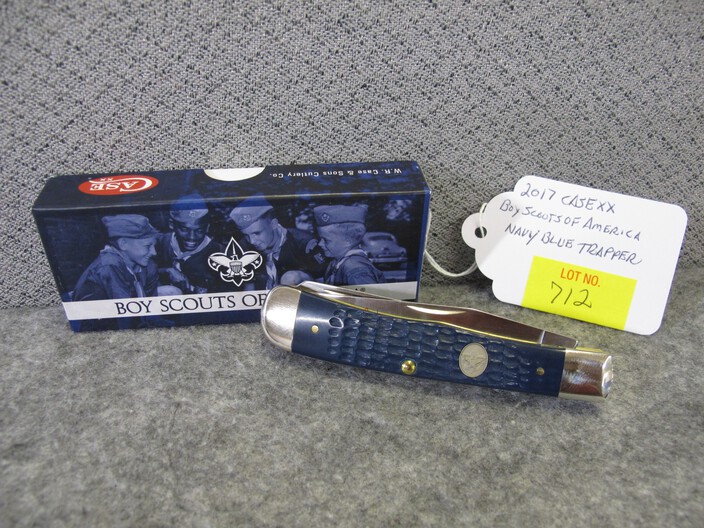 W.R. Case & Sons Cutlery Co.
CASE
XX
BOY SCOUTS OF
2017 CASE XX
BOY SCOUTS OF AMERICA
NAVY BLUE TRAPPER
LOT NO.
712